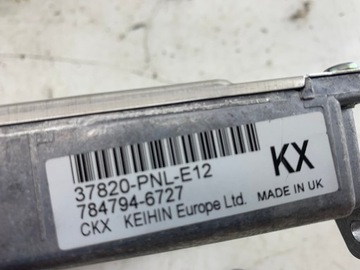 37820-PNL-E12
784794-6727
CKX KEIHIN Europe Ltd.
KX
MADE IN UK